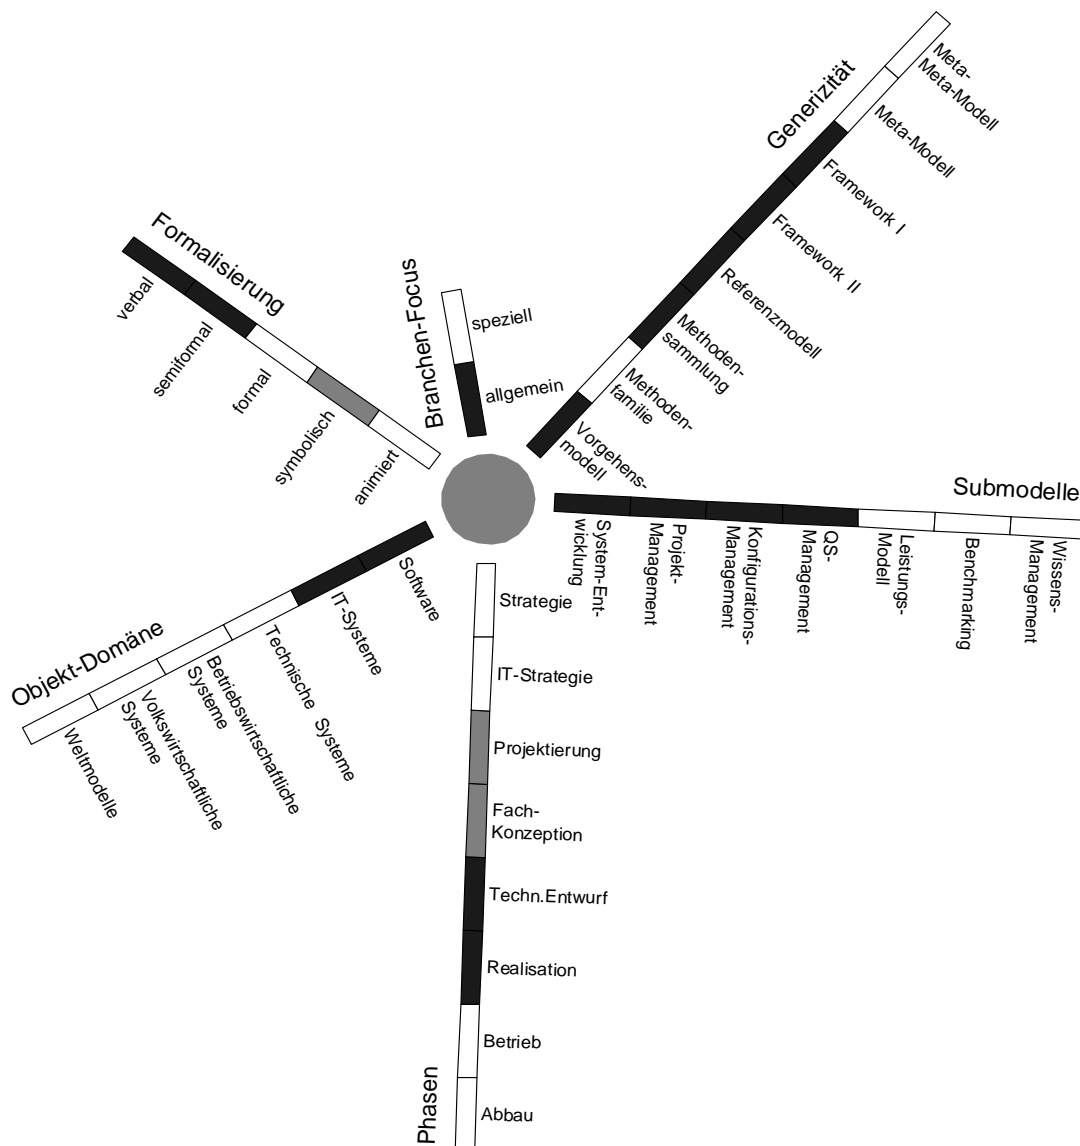 Generizität
Meta-
Meta-Modell
Meta-Modell
Framework I
Framework II
Referenzmodell
Methoden-
sammlung
Methoden-
familie
Vorgehens-
modell
Formalisierung
verbal
semiformal
formal
symbolisch
animiert
Branchen-Focus
speziell
allgemein
Submodelle
System-Ent-
wicklung
Projekt-
Management
Konfigurations-
Management
QS-
Management
Leistungs-
Modell
Benchmarking
Wissens-
Management
Objekt-Domäne
Software
IT-Systeme
Technische Systeme
Betriebswirtschaftliche
Systeme
Volkswirtschaftliche
Systeme
Weltmodelle
Phasen
Strategie
IT-Strategie
Projektierung
Fach-
Konzeption
Techn.Entwurf
Realisation
Betrieb
Abbau